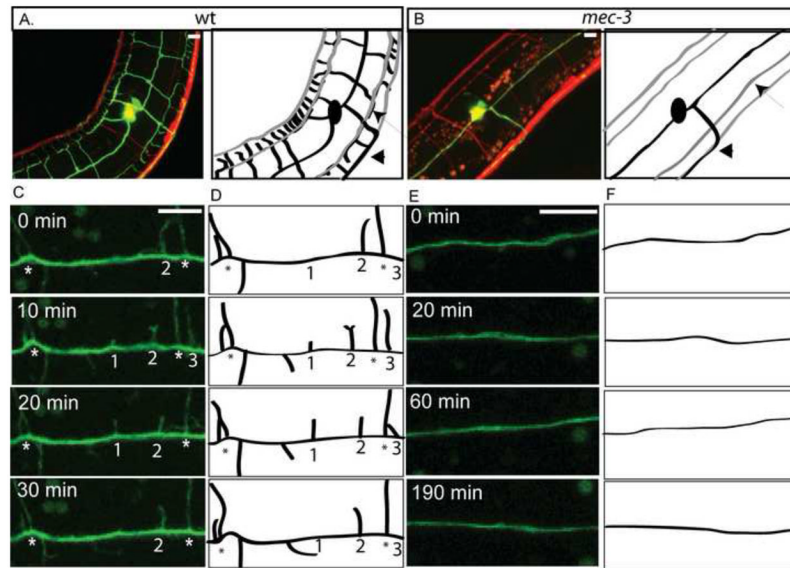 A. wt B mec-3
C D E F
0 min 0 min
* 2 * * 1 2 * 3
10 min 20 min
* 1 2 * 3 * 1 2 * 3
20 min 60 min
* 1 2 * * 1 2 * 3
30 min 190 min
* 2 * * 1 2 * 3